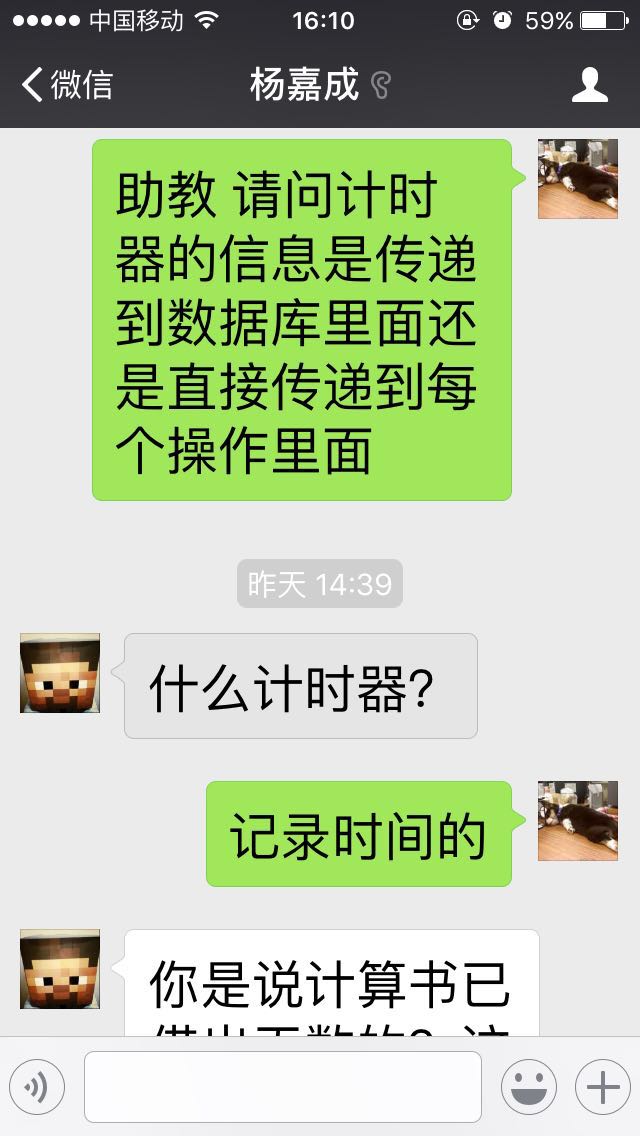 中国移动 16:10 59%
微信 杨嘉成
助教 请问计时
器的信息是传递
到数据库里面还
是直接传递到每
个操作里面
昨天 14:39
什么计时器?
记录时间的
你是说计算书已